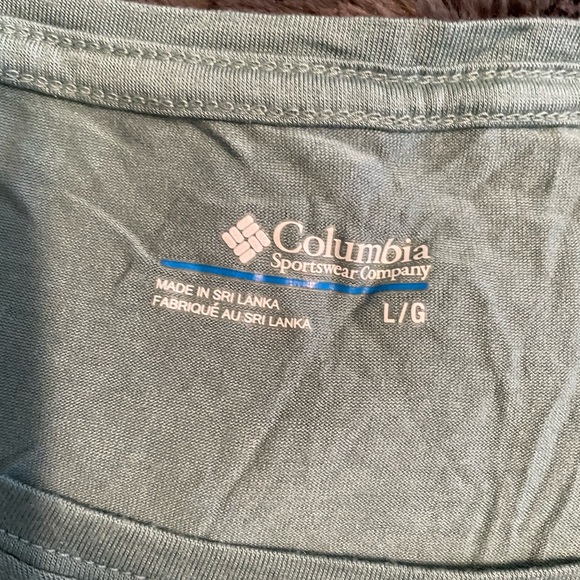 Columbia
Sportswear Company
MADE IN SRI LANKA
FABRIQUÉ AU SRI LANKA
L/G